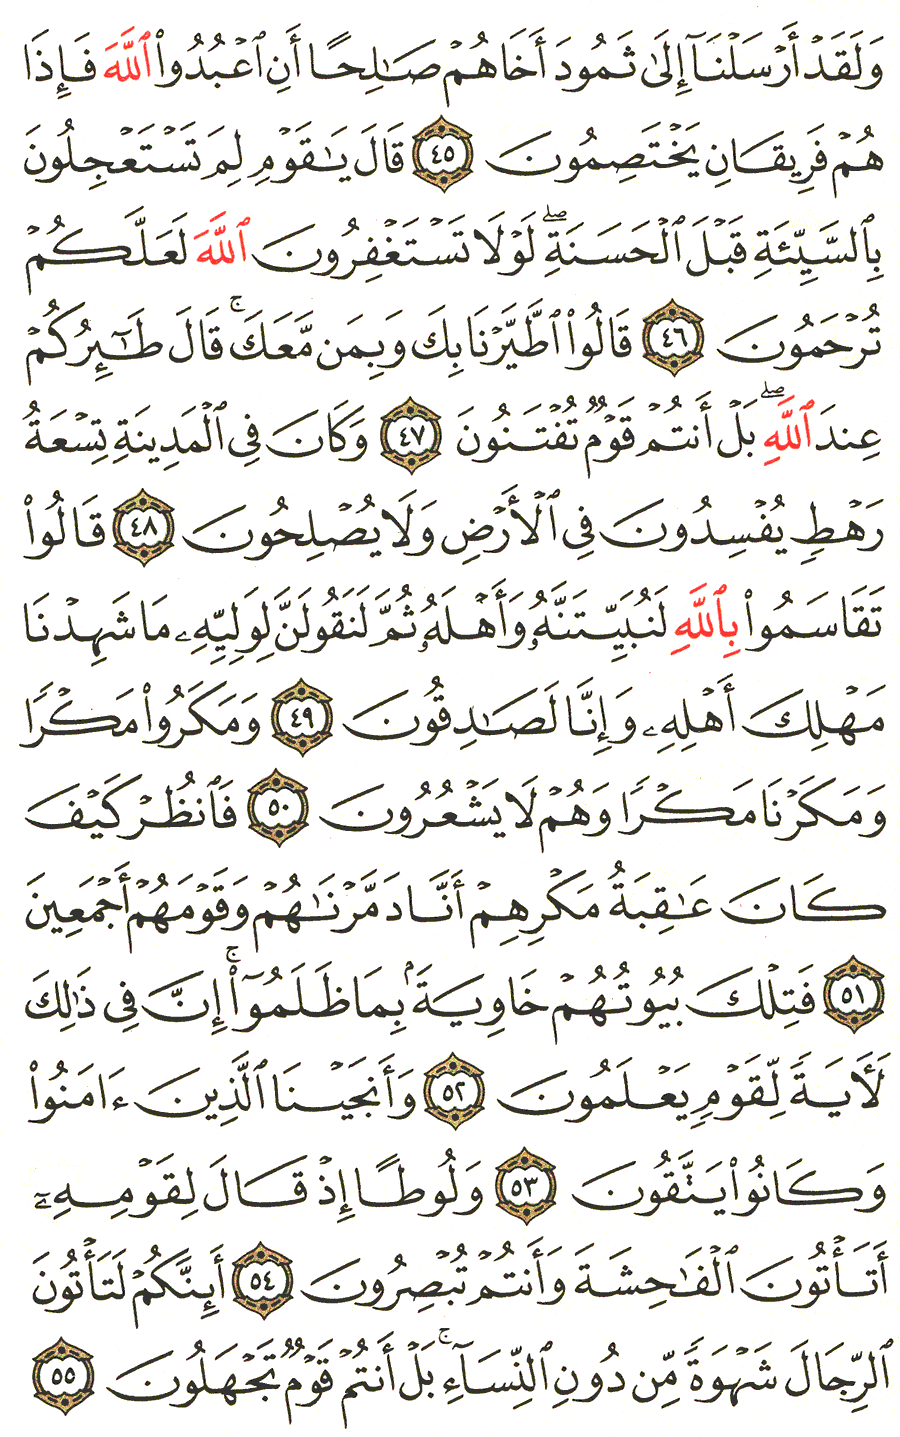 وَلَقَدۡ أَرۡسَلۡنَآ إِلَىٰ ثَمُودَ أَخَاهُمۡ صَٰلِحًا أَنِ ٱعۡبُدُواْ ٱللَّهَ فَإِذَا
هُمۡ فَرِيقَانِ يَخۡتَصِمُونَ ٤٥ قَالَ يَٰقَوۡمِ لِمَ تَسۡتَعۡجِلُونَ
بِٱلسَّيِّئَةِ قَبۡلَ ٱلۡحَسَنَةِۖ لَوۡلَا تَسۡتَغۡفِرُونَ ٱللَّهَ لَعَلَّكُمۡ
تُرۡحَمُونَ ٤٦ قَالُواْ ٱطَّيَّرۡنَا بِكَ وَبِمَن مَّعَكَۚ قَالَ طَٰٓئِرُكُمۡ
عِندَ ٱللَّهِۖ بَلۡ أَنتُمۡ قَوۡمٞ تُفۡتَنُونَ ٤٧ وَكَانَ فِي ٱلۡمَدِينَةِ تِسۡعَةُ
رَهۡطٖ يُفۡسِدُونَ فِي ٱلۡأَرۡضِ وَلَا يُصۡلِحُونَ ٤٨ قَالُواْ
تَقَاسَمُواْ بِٱللَّهِ لَنُبَيِّتَنَّهُۥ وَأَهۡلَهُۥ ثُمَّ لَنَقُولَنَّ لِوَلِيِّهِۦ مَا شَهِدۡنَا
مَهۡلِكَ أَهۡلِهِۦ وَإِنَّا لَصَٰدِقُونَ ٤٩ وَمَكَرُواْ مَكۡرٗا
وَمَكَرۡنَا مَكۡرٗا وَهُمۡ لَا يَشۡعُرُونَ ٥٠ فَٱنظُرۡ كَيۡفَ
كَانَ عَٰقِبَةُ مَكۡرِهِمۡ أَنَّا دَمَّرۡنَٰهُمۡ وَقَوۡمَهُمۡ أَجۡمَعِينَ
٥١ فَتِلۡكَ بُيُوتُهُمۡ خَاوِيَةَۢ بِمَا ظَلَمُوٓاْۚ إِنَّ فِي ذَٰلِكَ
لَأٓيَةٗ لِّقَوۡمٖ يَعۡلَمُونَ ٥٢ وَأَنجَيۡنَا ٱلَّذِينَ ءَامَنُواْ
وَكَانُواْ يَتَّقُونَ ٥٣ وَلُوطًا إِذۡ قَالَ لِقَوۡمِهِۦٓ
أَتَأۡتُونَ ٱلۡفَٰحِشَةَ وَأَنتُمۡ تُبۡصِرُونَ ٥٤ أَئِنَّكُمۡ لَتَأۡتُونَ
ٱلرِّجَالَ شَهۡوَةٗ مِّن دُونِ ٱلنِّسَآءِۚ بَلۡ أَنتُمۡ قَوۡمٞ تَجۡهَلُونَ ٥٥